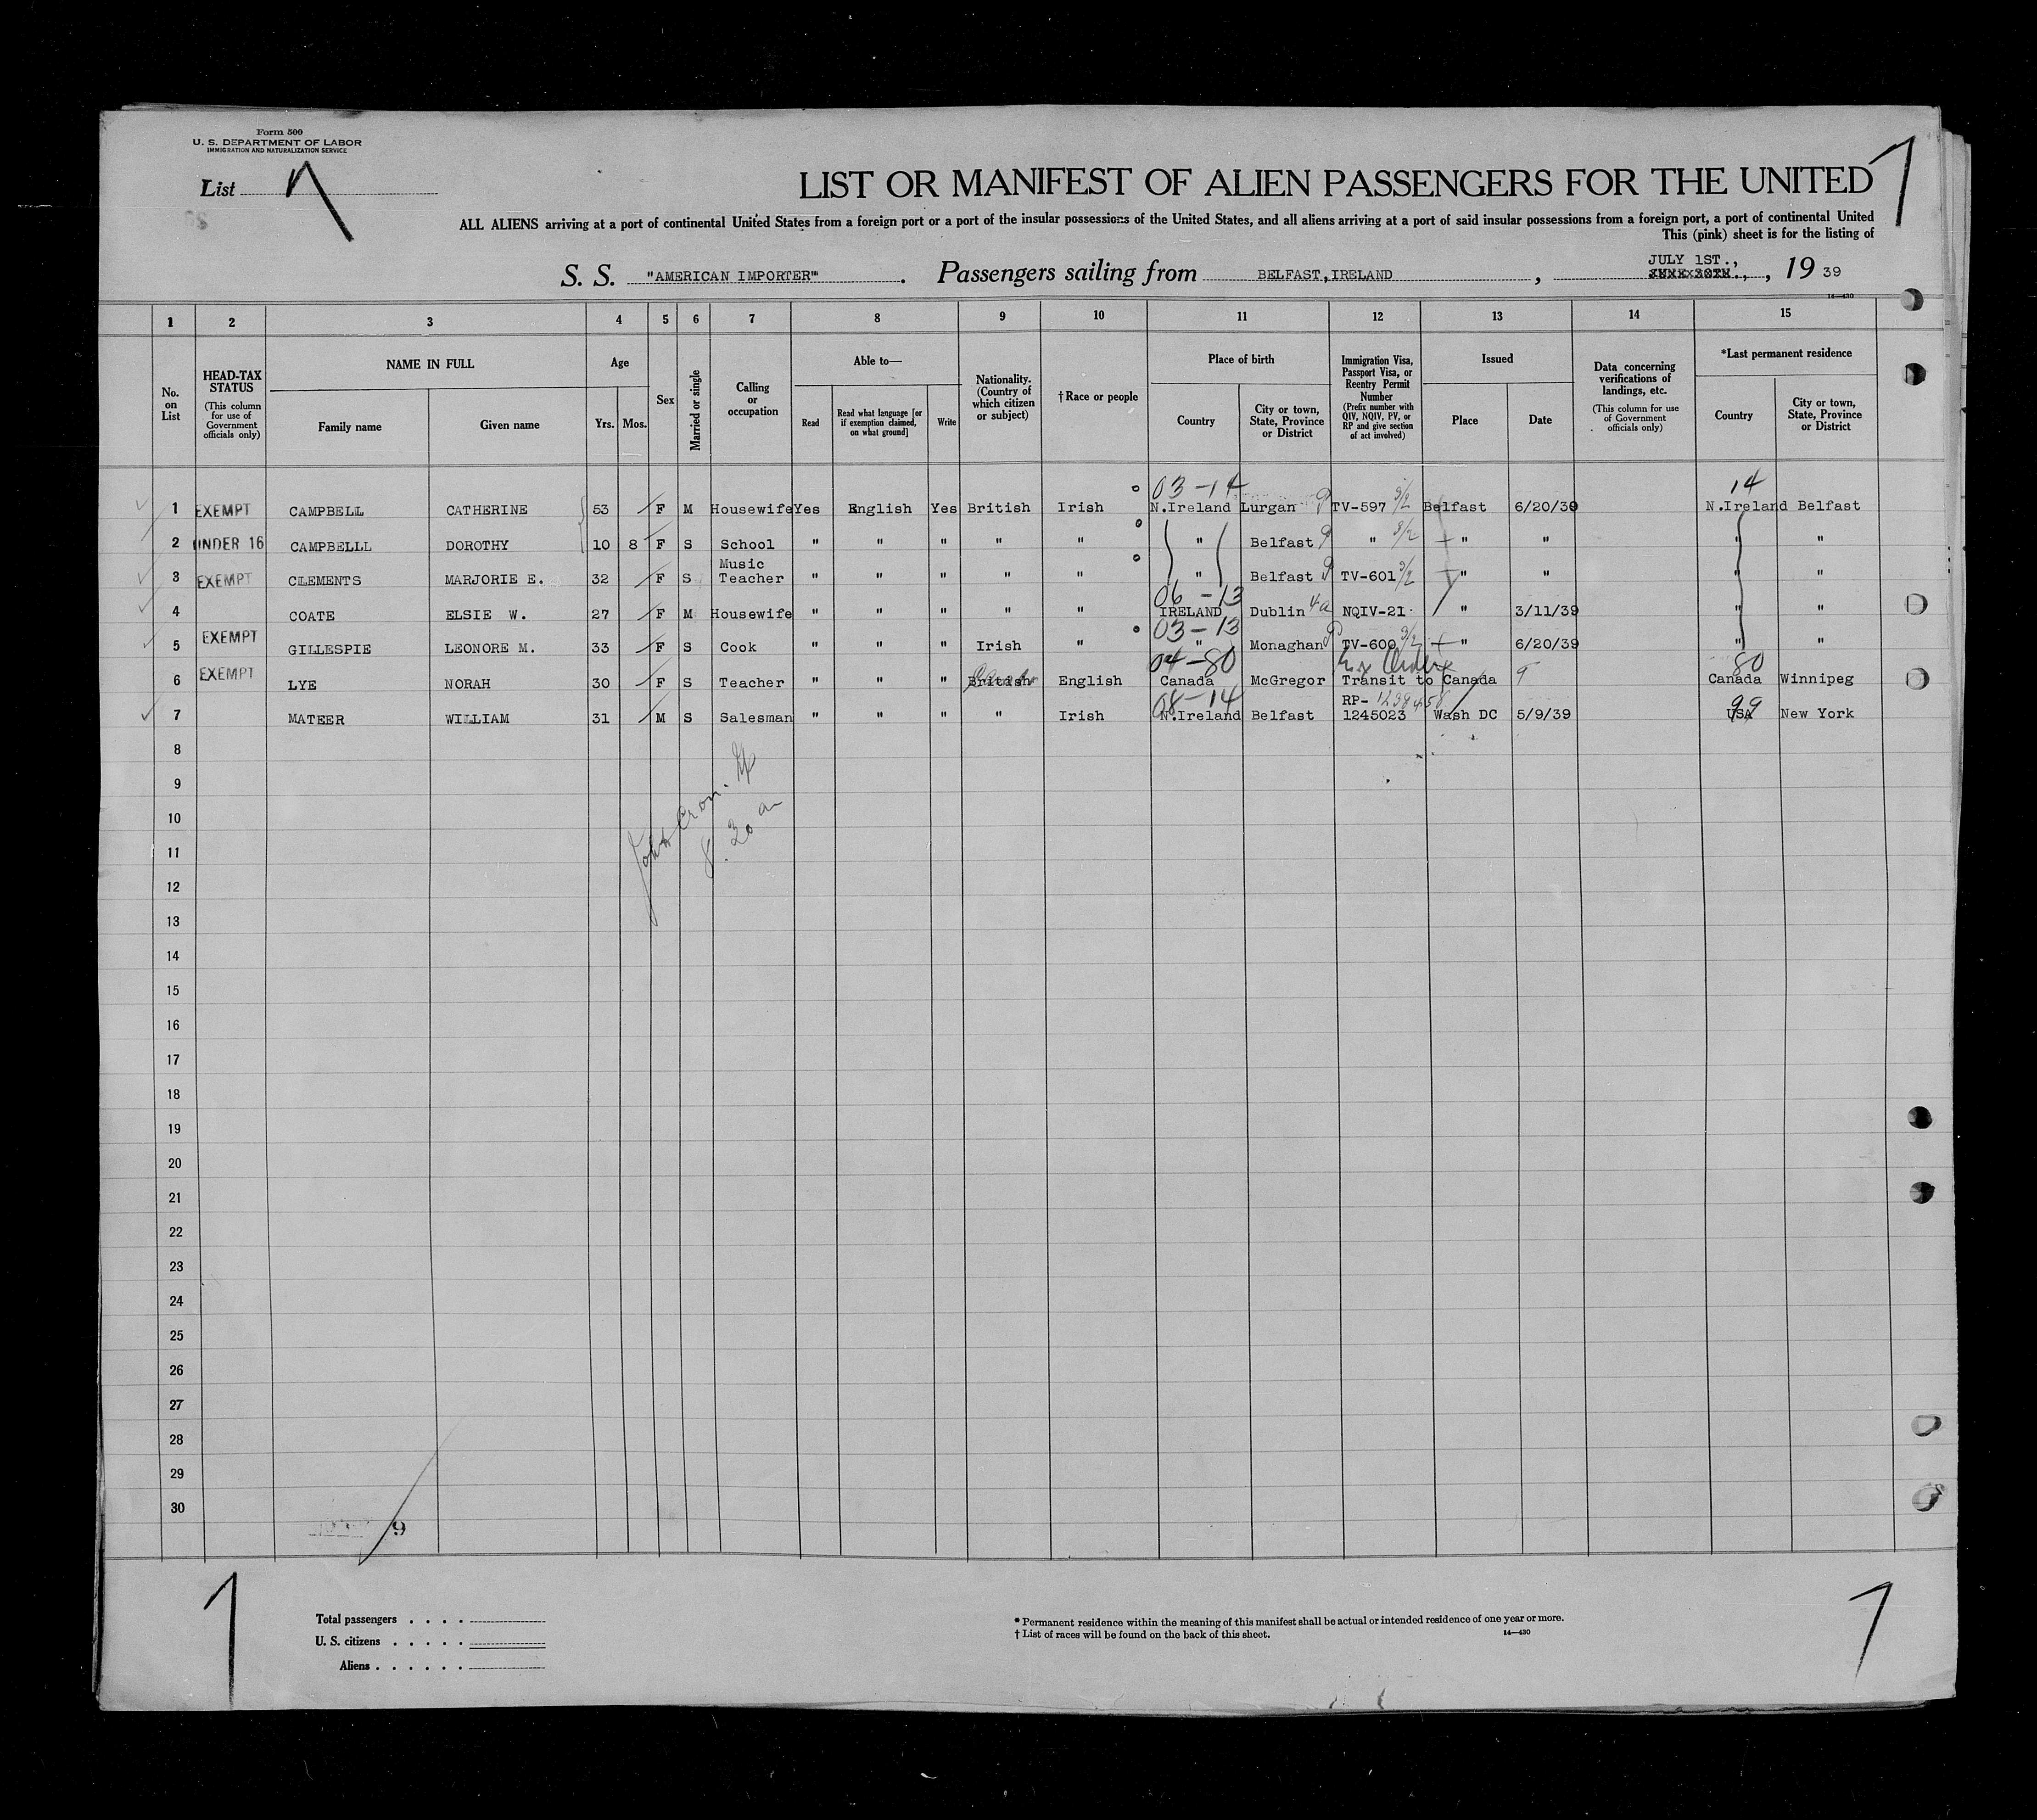 Form 500
U. S. DEPARTMENT OF LABOR
IMMIGRATION AND NATURALIZATION SERVICE
List
LIST OR MANIFEST OF ALIEN PASSENGERS FOR THE UNITED
ALL ALIENS arriving at a port of continental United States from a foreign port or a port of the insular possessions of the United States, and all aliens arriving at a port of said insular possessions from a foreign port, a port of continental United
This (pink) sheet is for the listing of
JULY 1ST.,
S. S. "AMERICAN IMPORTER". Passengers sailing from BELFAST,IRELAND, JUNE 30TH., , 19 39
16—430
1 2 3 4 5 6 7 8 9 10 11 12 13 14 15
No. on List
HEAD-TAX STATUS
(This column for use of Government officials only)
NAME IN FULL
Family name
Given name
Age
Yrs.
Mos.
Sex
Married or single
Calling or occupation
Able to—
Read
Read what language [or if exemption claimed, on what ground]
Write
Nationality. (Country of which citizen or subject)
†Race or people
Place of birth
Country
City or town, State, Province or District
Immigration Visa, Passport Visa, or Reentry Permit Number
(Prefix number with QIV, NQIV, PV, or RP and give section of act involved)
Issued
Place
Date
Data concerning verifications of landings, etc.
(This column for use of Government officials only)
*Last permanent residence
Country
City or town, State, Province or District
03-14 14
1 EXEMPT CAMPBELL CATHERINE 53 F M Housewife Yes English Yes British Irish N.Ireland Lurgan TV-597 3/2 Belfast 6/20/39 N.Ireland Belfast
2 UNDER 16 CAMPBELLL DOROTHY 10 8 F S School " " " " " " Belfast " 3/2 " " " "
3 EXEMPT CLEMENTS MARJORIE E. 32 F S Music Teacher " " " " " " Belfast TV-601 3/2 " " " "
06-13
4 COATE ELSIE W. 27 F M Housewife " " " " " IRELAND Dublin 4a NQIV-21 " 3/11/39 " "
03-13
5 EXEMPT GILLESPIE LEONORE M. 33 F S Cook " " " Irish " " Monaghan TV-600 3/2 " 6/20/39 " "
04-80 80
6 EXEMPT LYE NORAH 30 F S Teacher " " " British English Canada McGregor Transit to Canada Canada Winnipeg
08-14 RP- 99
7 MATEER WILLIAM 31 M S Salesman " " " " Irish N.Ireland Belfast 1245023 Wash DC 5/9/39 USA New York
8
9
10
11
12
13
14
15
16
17
18
19
20
21
22
23
24
25
26
27
28
29
30
8.30 a
9
Total passengers . . . .
U. S. citizens . . . . .
Aliens . . . . . .
* Permanent residence within the meaning of this manifest shall be actual or intended residence of one year or more.
† List of races will be found on the back of this sheet.
14—430